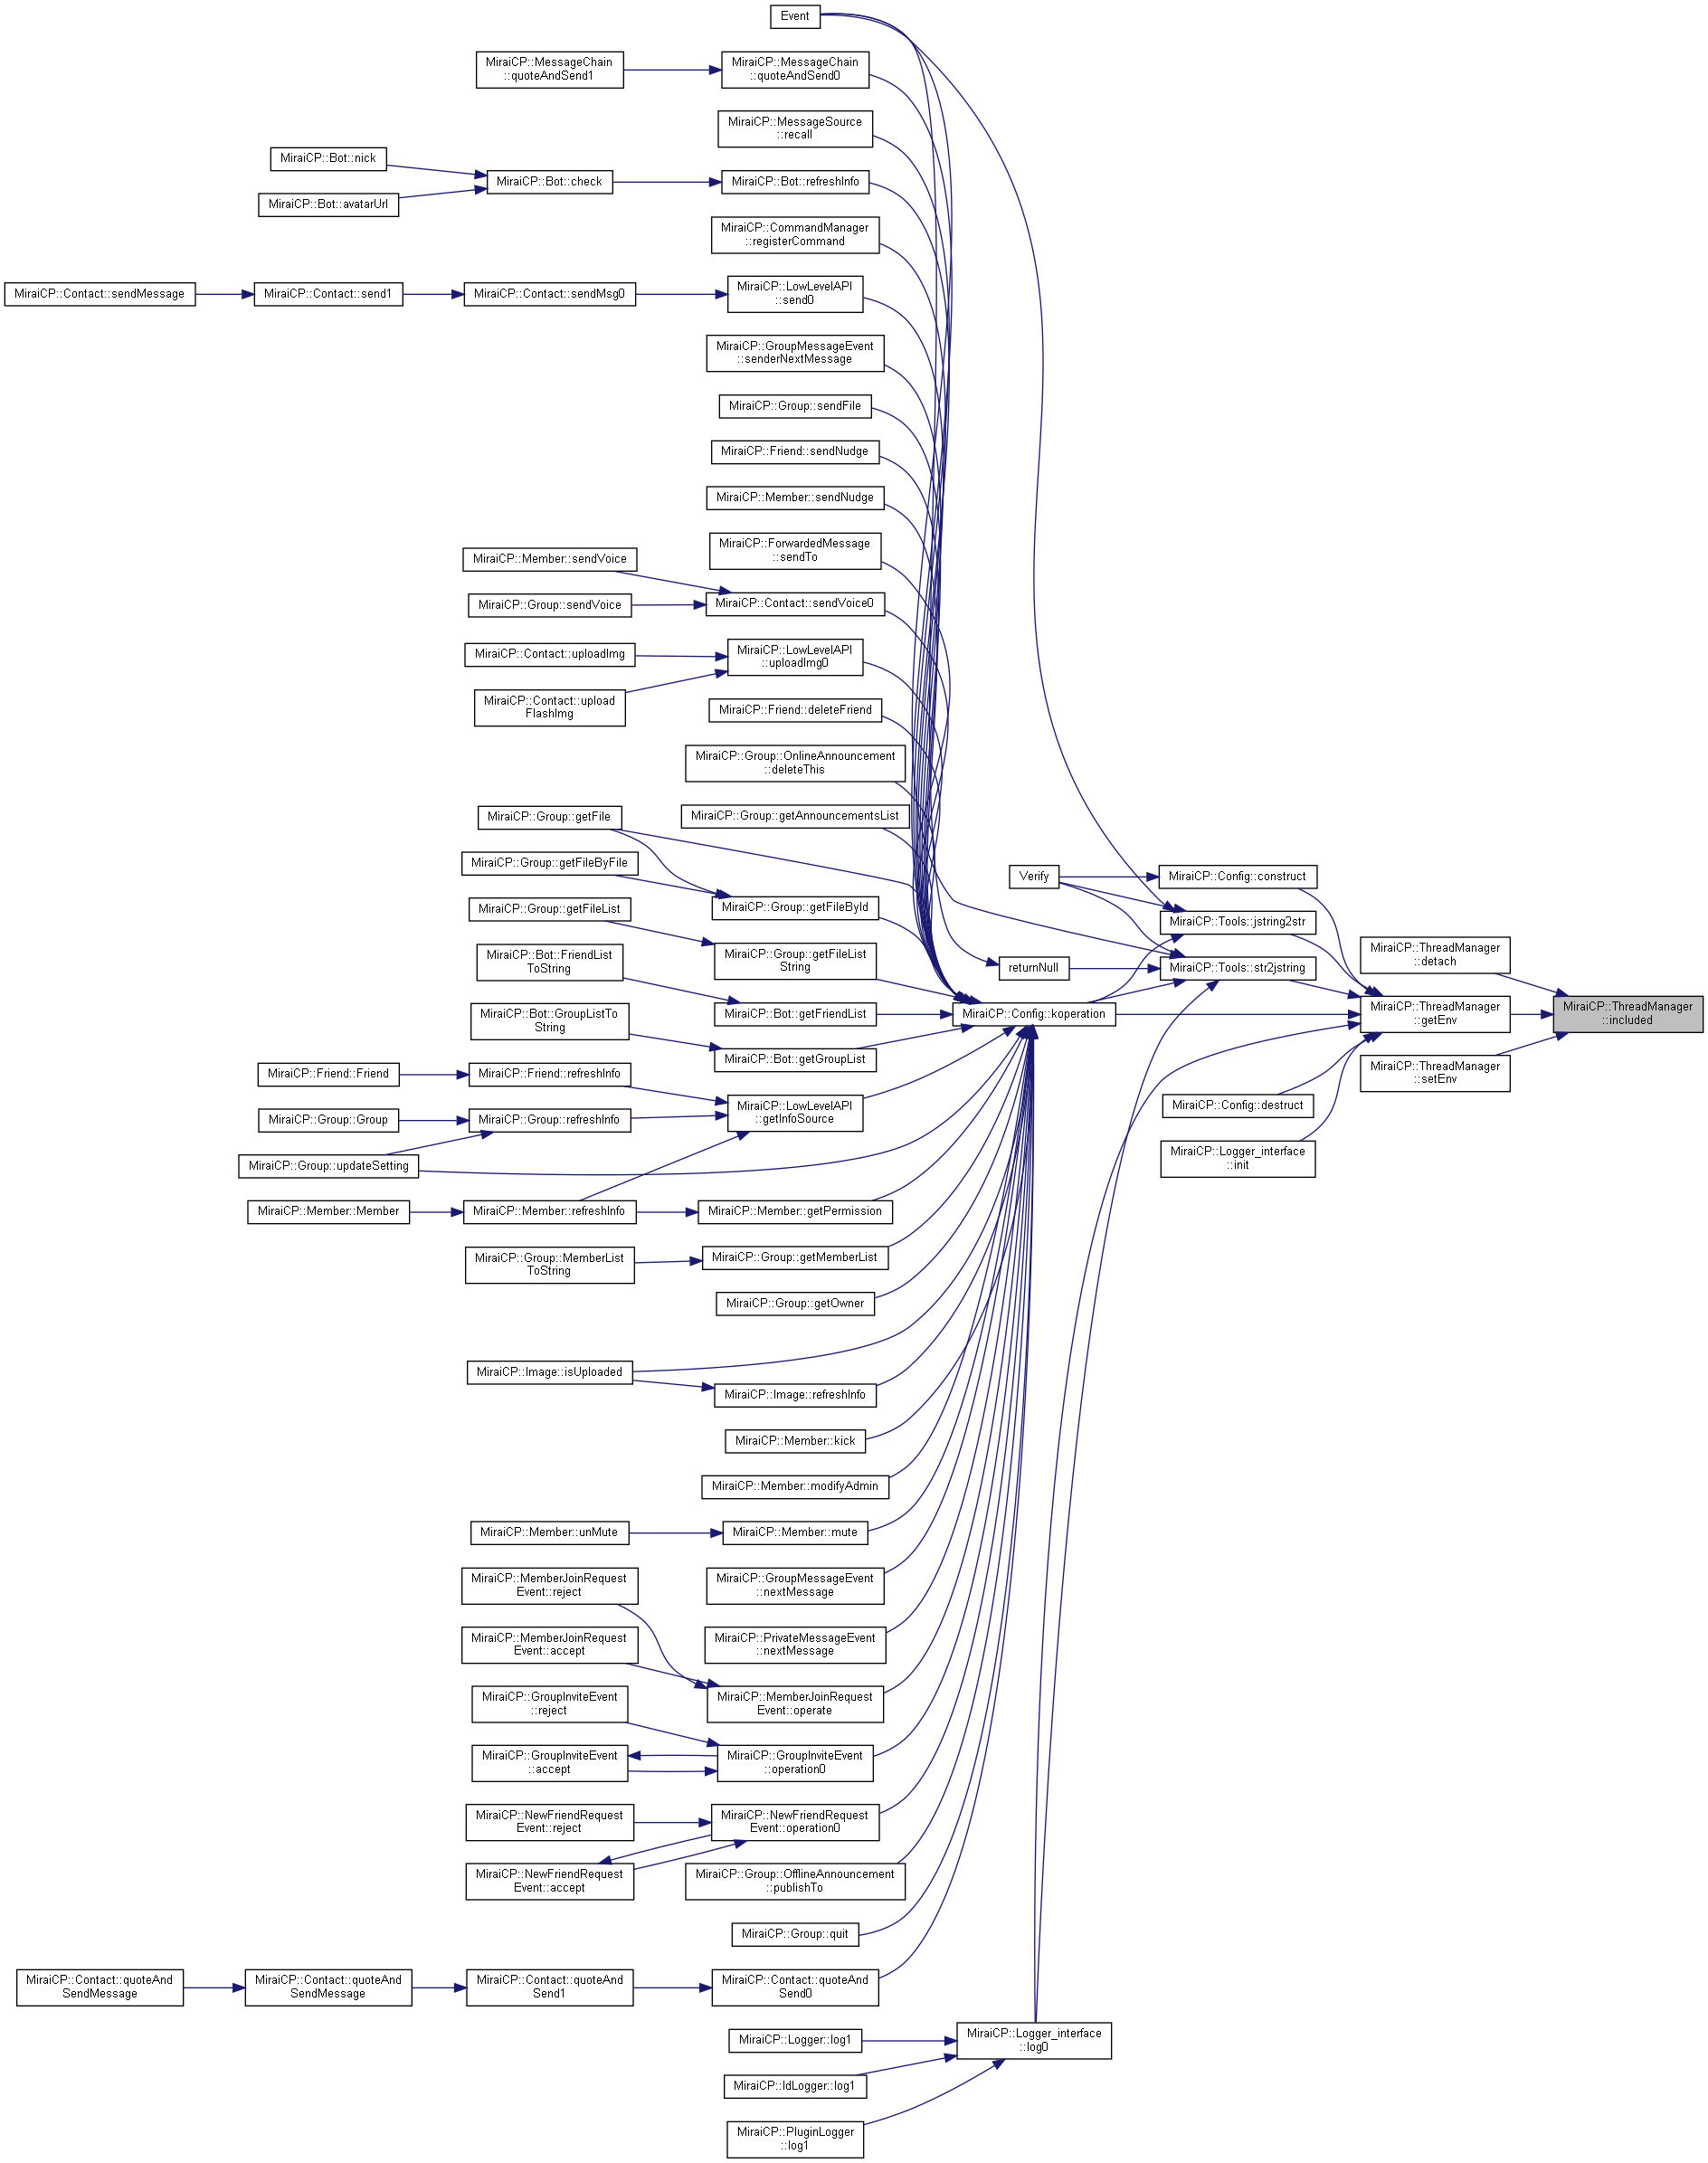 Event
MiraiCP::MessageChain
::quoteAndSend1
MiraiCP::MessageChain
::quoteAndSend0
MiraiCP::MessageSource
::recall
MiraiCP::Bot::nick
MiraiCP::Bot::avatarUrl
MiraiCP::Bot::check
MiraiCP::Bot::refreshInfo
MiraiCP::CommandManager
::registerCommand
MiraiCP::Contact::sendMessage
MiraiCP::Contact::send1
MiraiCP::Contact::sendMsg0
MiraiCP::LowLevelAPI
::send0
MiraiCP::GroupMessageEvent
::senderNextMessage
MiraiCP::Group::sendFile
MiraiCP::Friend::sendNudge
MiraiCP::Member::sendNudge
MiraiCP::ForwardedMessage
::sendTo
MiraiCP::Member::sendVoice
MiraiCP::Group::sendVoice
MiraiCP::Contact::sendVoice0
MiraiCP::Contact::uploadImg
MiraiCP::LowLevelAPI
::uploadImg0
MiraiCP::Contact::upload
FlashImg
MiraiCP::Friend::deleteFriend
MiraiCP::Group::OnlineAnnouncement
::deleteThis
MiraiCP::Group::getFile
MiraiCP::Group::getAnnouncementsList
MiraiCP::Group::getFileByFile
MiraiCP::Group::getFileById
MiraiCP::Group::getFileList
MiraiCP::Group::getFileList
String
MiraiCP::Bot::FriendList
ToString
MiraiCP::Bot::getFriendList
MiraiCP::Bot::GroupListTo
String
MiraiCP::Bot::getGroupList
Verify
MiraiCP::Config::construct
MiraiCP::Tools::jstring2str
returnNull
MiraiCP::Tools::str2jstring
MiraiCP::Config::koperation
MiraiCP::ThreadManager
::detach
MiraiCP::ThreadManager
::getEnv
MiraiCP::ThreadManager
::included
MiraiCP::ThreadManager
::setEnv
MiraiCP::Config::destruct
MiraiCP::Logger_interface
::init
MiraiCP::Friend::Friend
MiraiCP::Friend::refreshInfo
MiraiCP::Group::Group
MiraiCP::Group::refreshInfo
MiraiCP::LowLevelAPI
::getInfoSource
MiraiCP::Group::updateSetting
MiraiCP::Member::Member
MiraiCP::Member::refreshInfo
MiraiCP::Member::getPermission
MiraiCP::Group::MemberList
ToString
MiraiCP::Group::getMemberList
MiraiCP::Group::getOwner
MiraiCP::Image::isUploaded
MiraiCP::Image::refreshInfo
MiraiCP::Member::kick
MiraiCP::Member::modifyAdmin
MiraiCP::Member::unMute
MiraiCP::Member::mute
MiraiCP::GroupMessageEvent
::nextMessage
MiraiCP::MemberJoinRequest
Event::reject
MiraiCP::PrivateMessageEvent
::nextMessage
MiraiCP::MemberJoinRequest
Event::accept
MiraiCP::MemberJoinRequest
Event::operate
MiraiCP::GroupInviteEvent
::reject
MiraiCP::GroupInviteEvent
::accept
MiraiCP::GroupInviteEvent
::operation0
MiraiCP::NewFriendRequest
Event::reject
MiraiCP::NewFriendRequest
Event::operation0
MiraiCP::NewFriendRequest
Event::accept
MiraiCP::Group::OfflineAnnouncement
::publishTo
MiraiCP::Group::quit
MiraiCP::Contact::quoteAnd
SendMessage
MiraiCP::Contact::quoteAnd
SendMessage
MiraiCP::Contact::quoteAnd
Send1
MiraiCP::Contact::quoteAnd
Send0
MiraiCP::Logger::log1
MiraiCP::Logger_interface
::log0
MiraiCP::IdLogger::log1
MiraiCP::PluginLogger
::log1